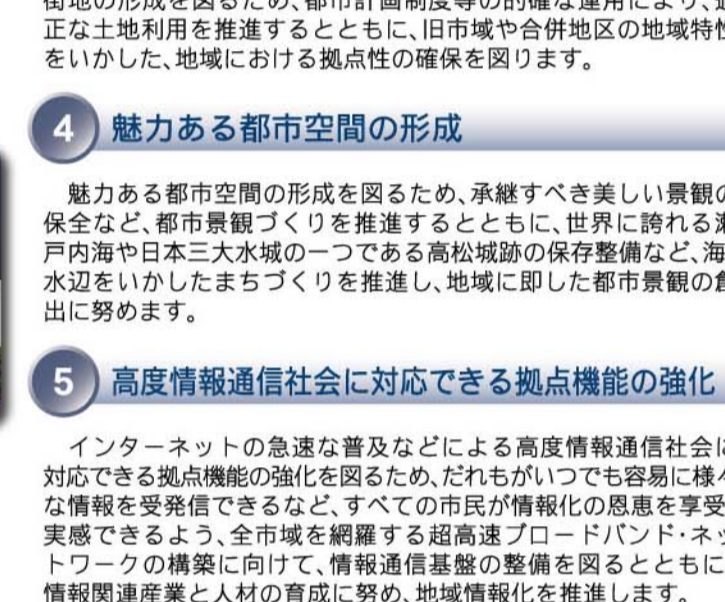 街地の形成を図るため、都市計画制度等の的確な運用により、適
正な土地利用を推進するとともに、旧市域や合併地区の地域特性
をいかした、地域における拠点性の確保を図ります。
4 魅力ある都市空間の形成
魅力ある都市空間の形成を図るため、承継すべき美しい景観の
保全など、都市景観づくりを推進するとともに、世界に誇れる瀬
戸内海や日本三大水城の一つである高松城跡の保存整備など、海
水辺をいかしたまちづくりを推進し、地域に即した都市景観の創
出に努めます。
5 高度情報通信社会に対応できる拠点機能の強化
インターネットの急速な普及などによる高度情報通信社会に
対応できる拠点機能の強化を図るため、だれもがいつでも容易に様々
な情報を受発信できるなど、すべての市民が情報化の恩恵を享受
実感できるよう、全市域を網羅する超高速ブロードバンド・ネッ
トワークの構築に向けて、情報通信基盤の整備を図るとともに
情報関連産業と人材の育成に努め、地域情報化を推進します。